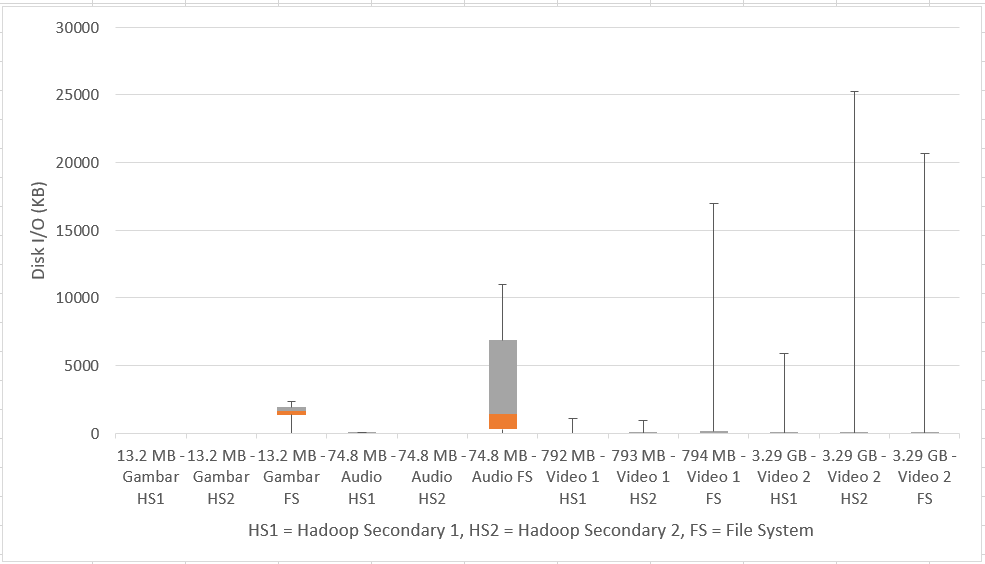 30000
25000
20000
15000
10000
5000
0
Disk I/O (KB)
13.2 MB - 13.2 MB - 13.2 MB - 74.8 MB - 74.8 MB - 74.8 MB - 792 MB - 793 MB - 794 MB - 3.29 GB - 3.29 GB - 3.29 GB -
Gambar Gambar Gambar Audio Audio Audio FS Video 1 Video 1 Video 1 Video 2 Video 2 Video 2
HS1 HS2 FS HS1 HS2 HS1 HS2 FS HS1 HS2 FS
HS1 = Hadoop Secondary 1, HS2 = Hadoop Secondary 2, FS = File System